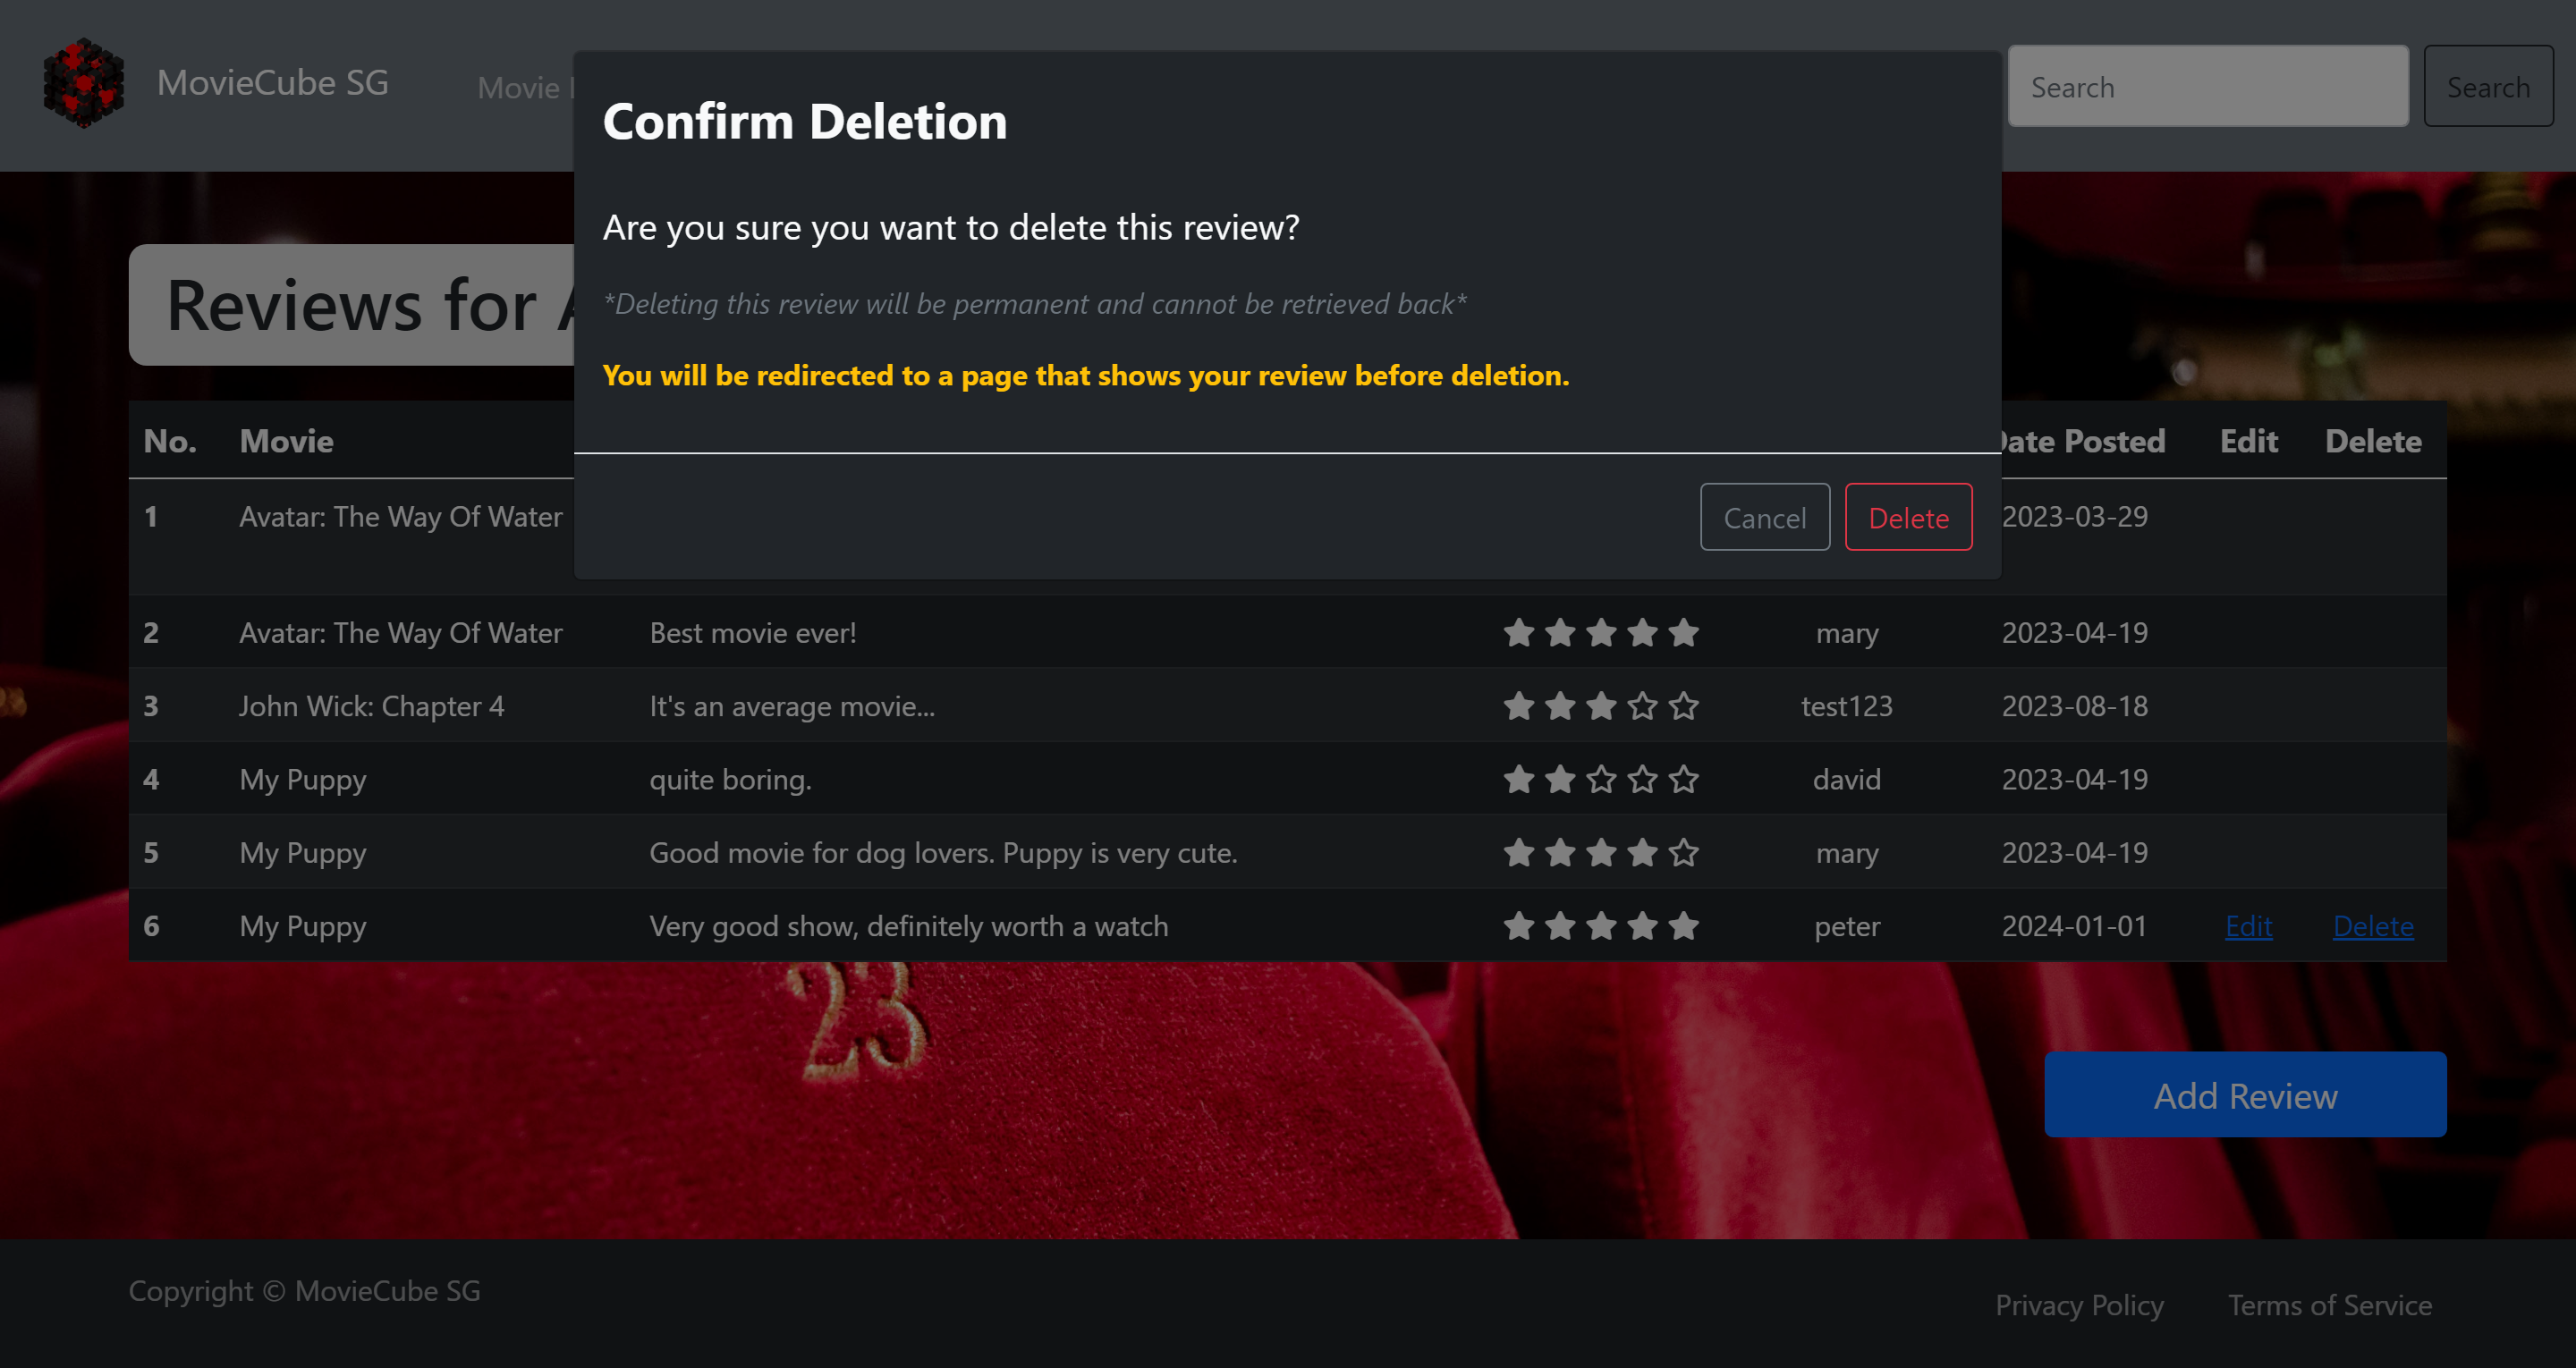 MovieCube SG
Movie
Search
Search
Confirm Deletion
Are you sure you want to delete this review?
*Deleting this review will be permanent and cannot be retrieved back*
You will be redirected to a page that shows your review before deletion.
Cancel
Delete
Reviews for
No. Movie Date Posted Edit Delete
1 Avatar: The Way Of Water 2023-03-29
2 Avatar: The Way Of Water Best movie ever! mary 2023-04-19
3 John Wick: Chapter 4 It's an average movie... test123 2023-08-18
4 My Puppy quite boring. david 2023-04-19
5 My Puppy Good movie for dog lovers. Puppy is very cute. mary 2023-04-19
6 My Puppy Very good show, definitely worth a watch peter 2024-01-01 Edit Delete
23
Add Review
Copyright © MovieCube SG
Privacy Policy Terms of Service